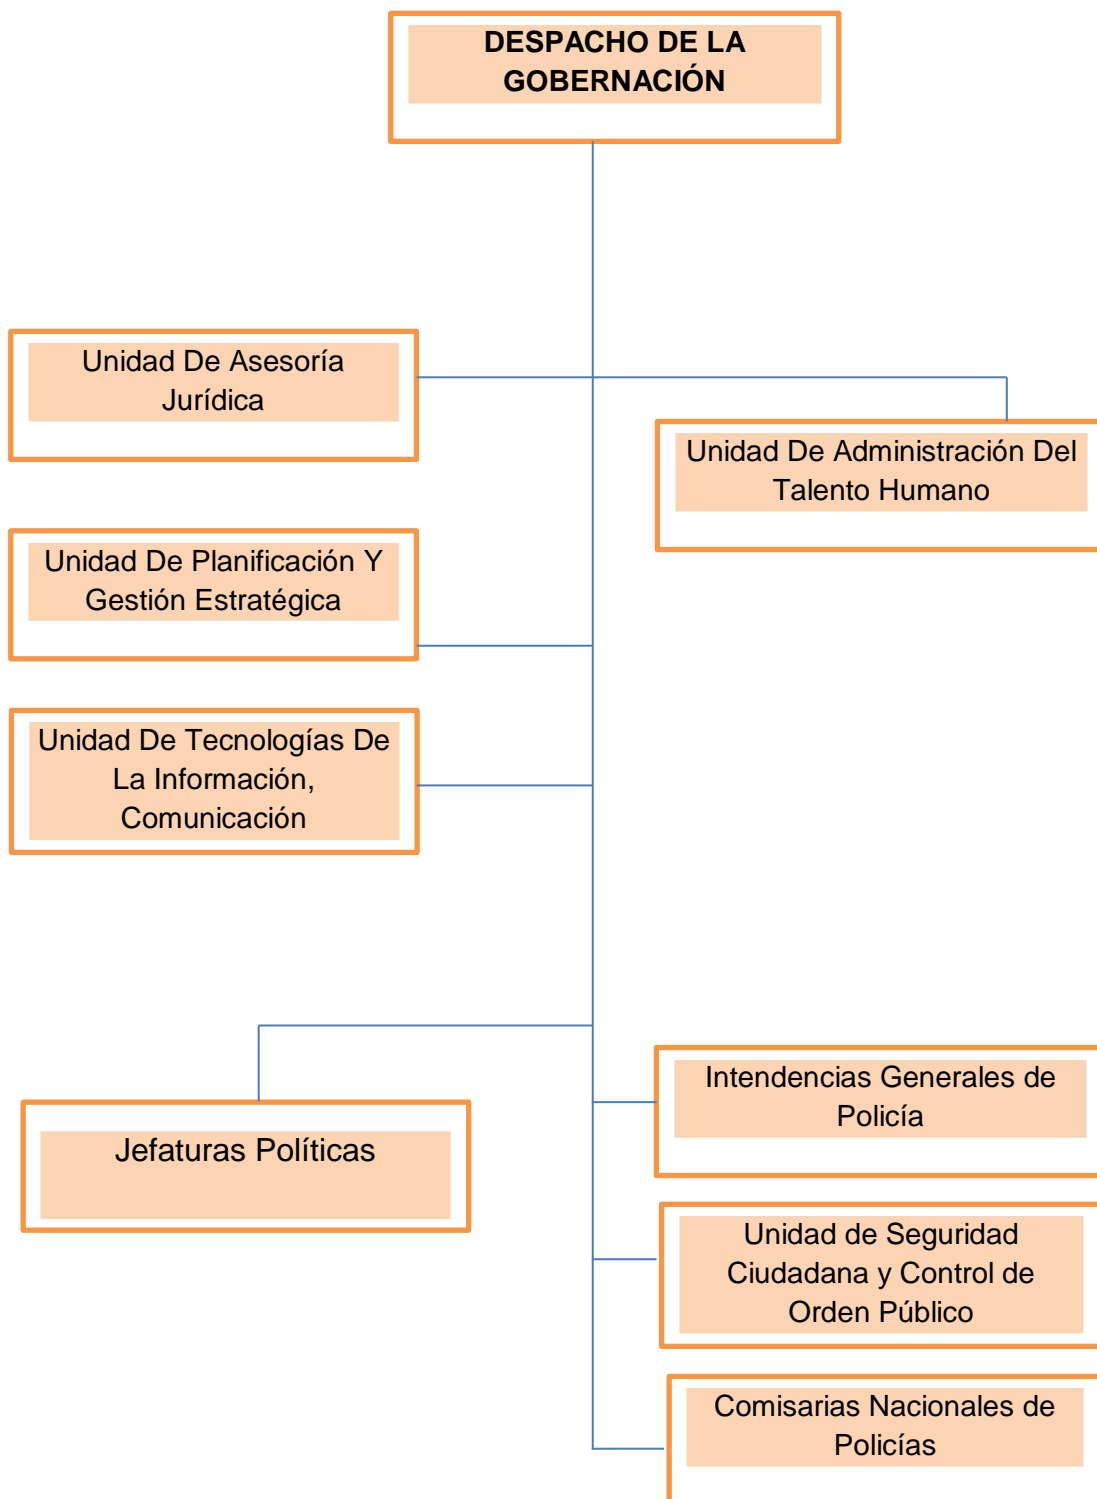 DESPACHO DE LA
GOBERNACIÓN
Unidad De Asesoría
Jurídica
Unidad De Administración Del
Talento Humano
Unidad De Planificación Y
Gestión Estratégica
Unidad De Tecnologías De
La Información,
Comunicación
Jefaturas Políticas
Intendencias Generales de
Policía
Unidad de Seguridad
Ciudadana y Control de
Orden Público
Comisarias Nacionales de
Policías